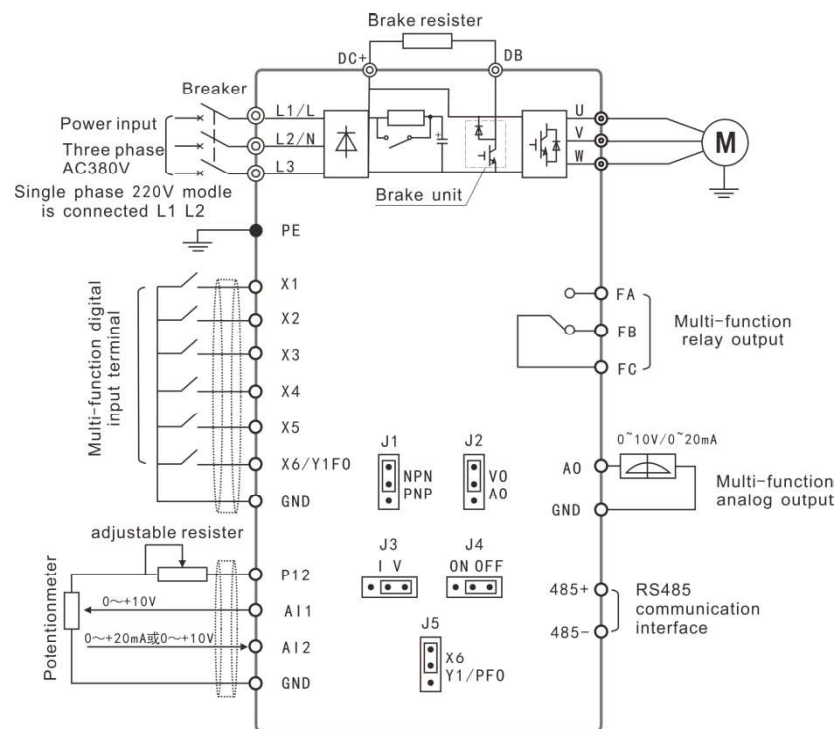 Brake resister
DC+
DB
Breaker
Power input
Three phase
AC380V
Single phase 220V modle
is connected L1 L2
L1/L
L2/N
L3
Brake unit
U
V
W
M
PE
Multi-function digital
input terminal
X1
X2
X3
X4
X5
X6/Y1F0
GND
FA
FB
FC
Multi-function
relay output
J1
NPN
PNP
J2
VO
AO
0~10V/0~20mA
AO
GND
Multi-function
analog output
adjustable resister
Potentionmeter
P12
0~+10V
AI1
0~+20mA或0~+10V
AI2
GND
J3
I V
J4
ON OFF
J5
X6
Y1/PFO
485+
485-
RS485
communication
interface